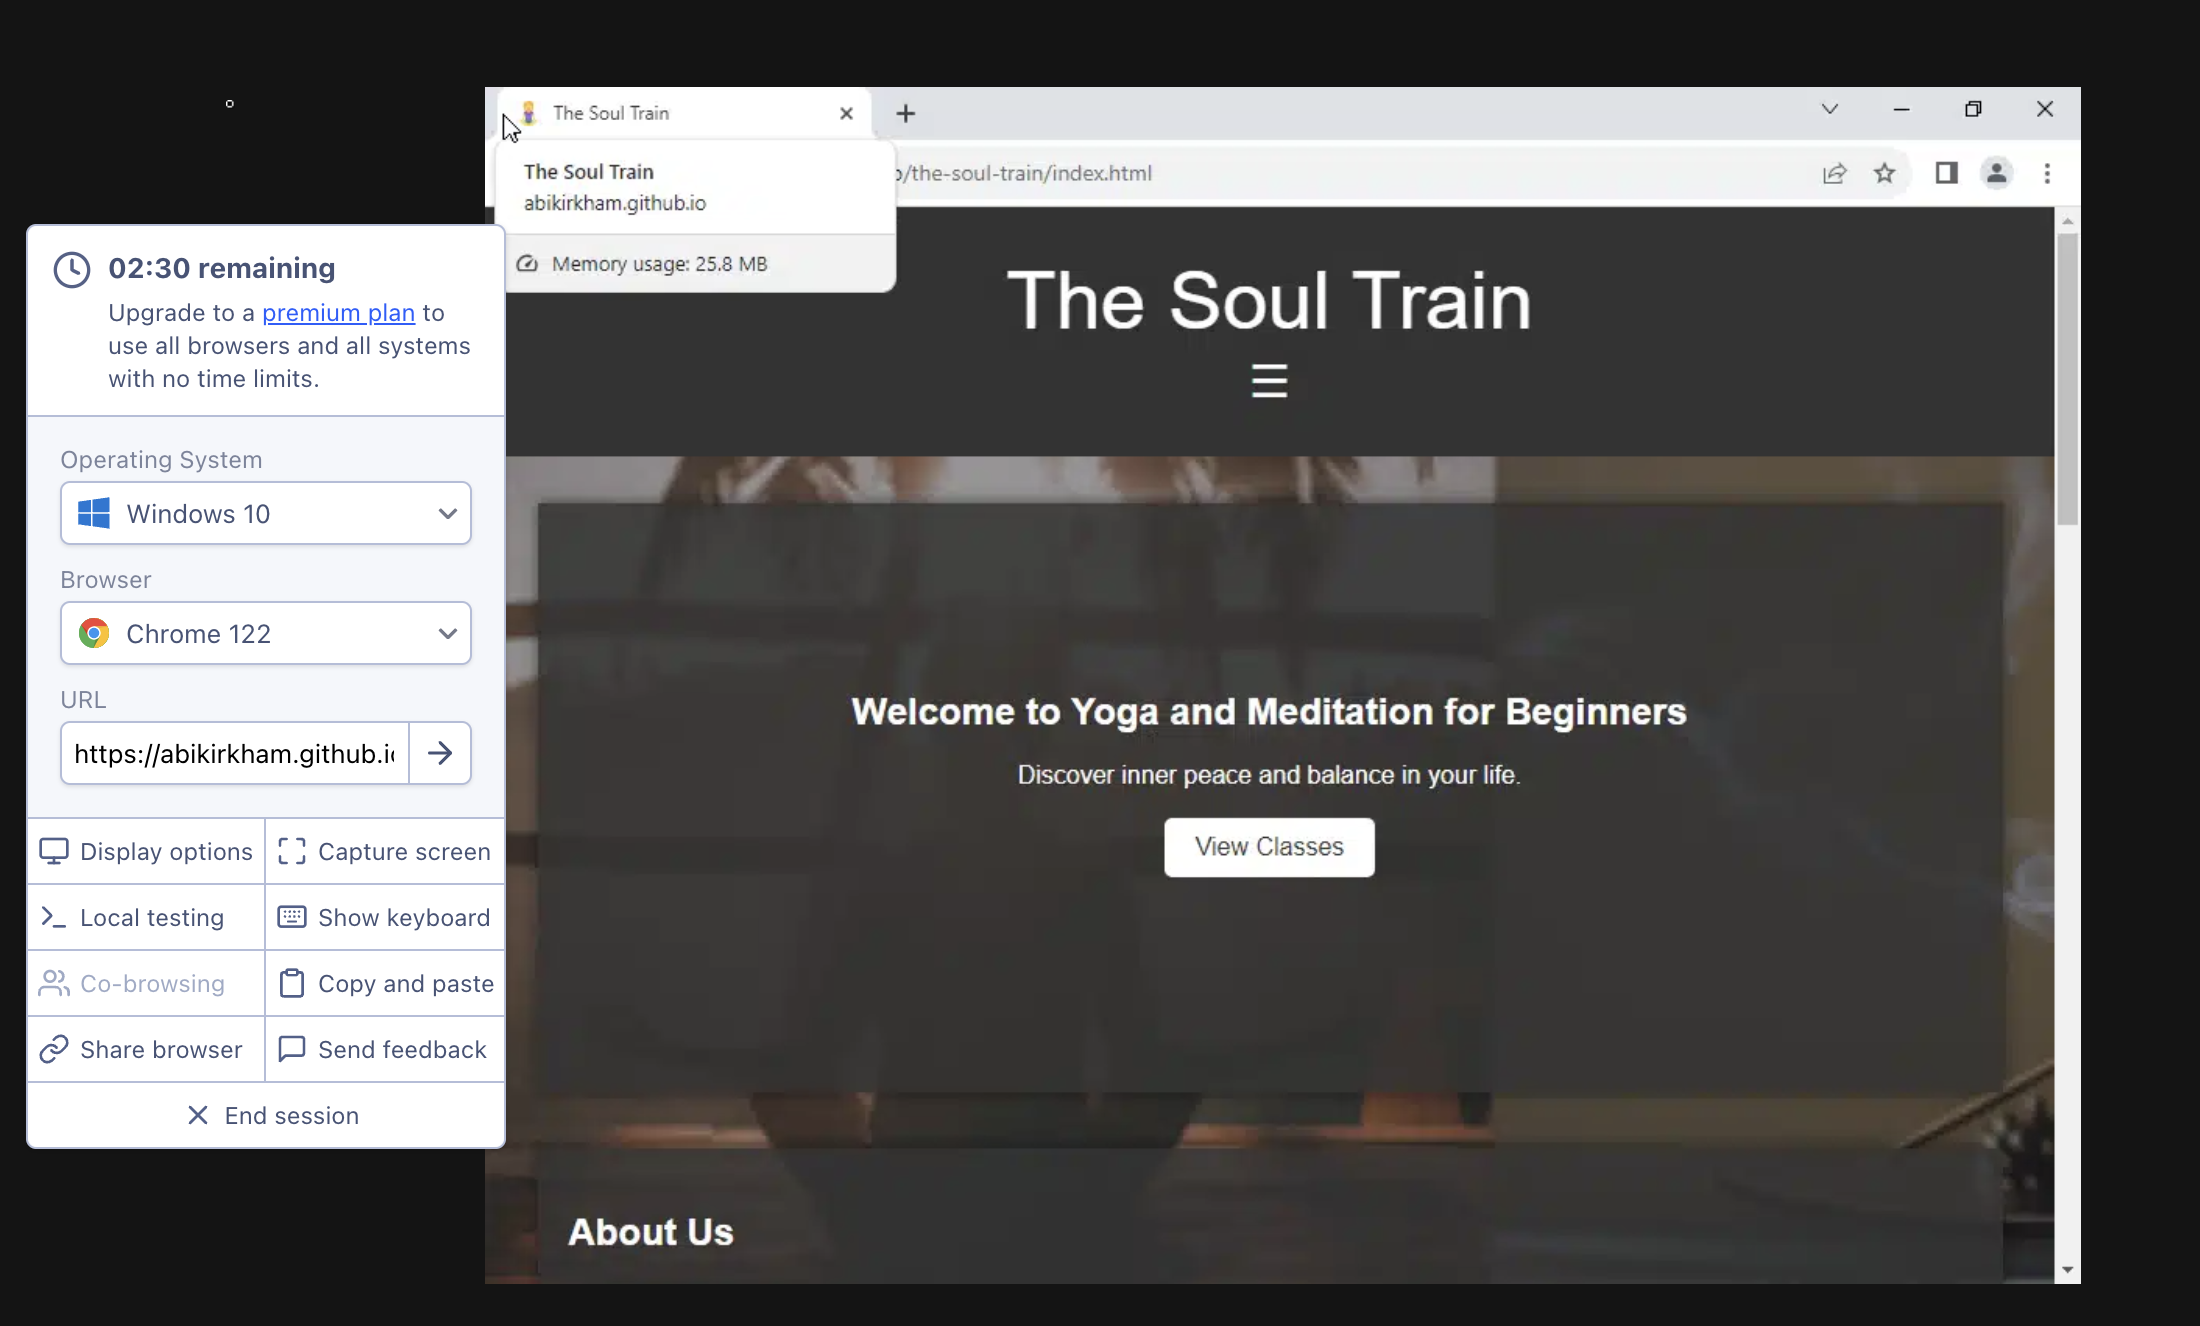 The Soul Train
The Soul Train
abikirkham.github.io
/the-soul-train/index.html
Memory usage: 25.8 MB
02:30 remaining
Upgrade to a premium plan to
use all browsers and all systems
with no time limits.
Operating System
Windows 10
Browser
Chrome 122
URL
https://abikirkham.github.i
Display options
Capture screen
Local testing
Show keyboard
Co-browsing
Copy and paste
Share browser
Send feedback
End session
The Soul Train
Welcome to Yoga and Meditation for Beginners
Discover inner peace and balance in your life.
View Classes
About Us